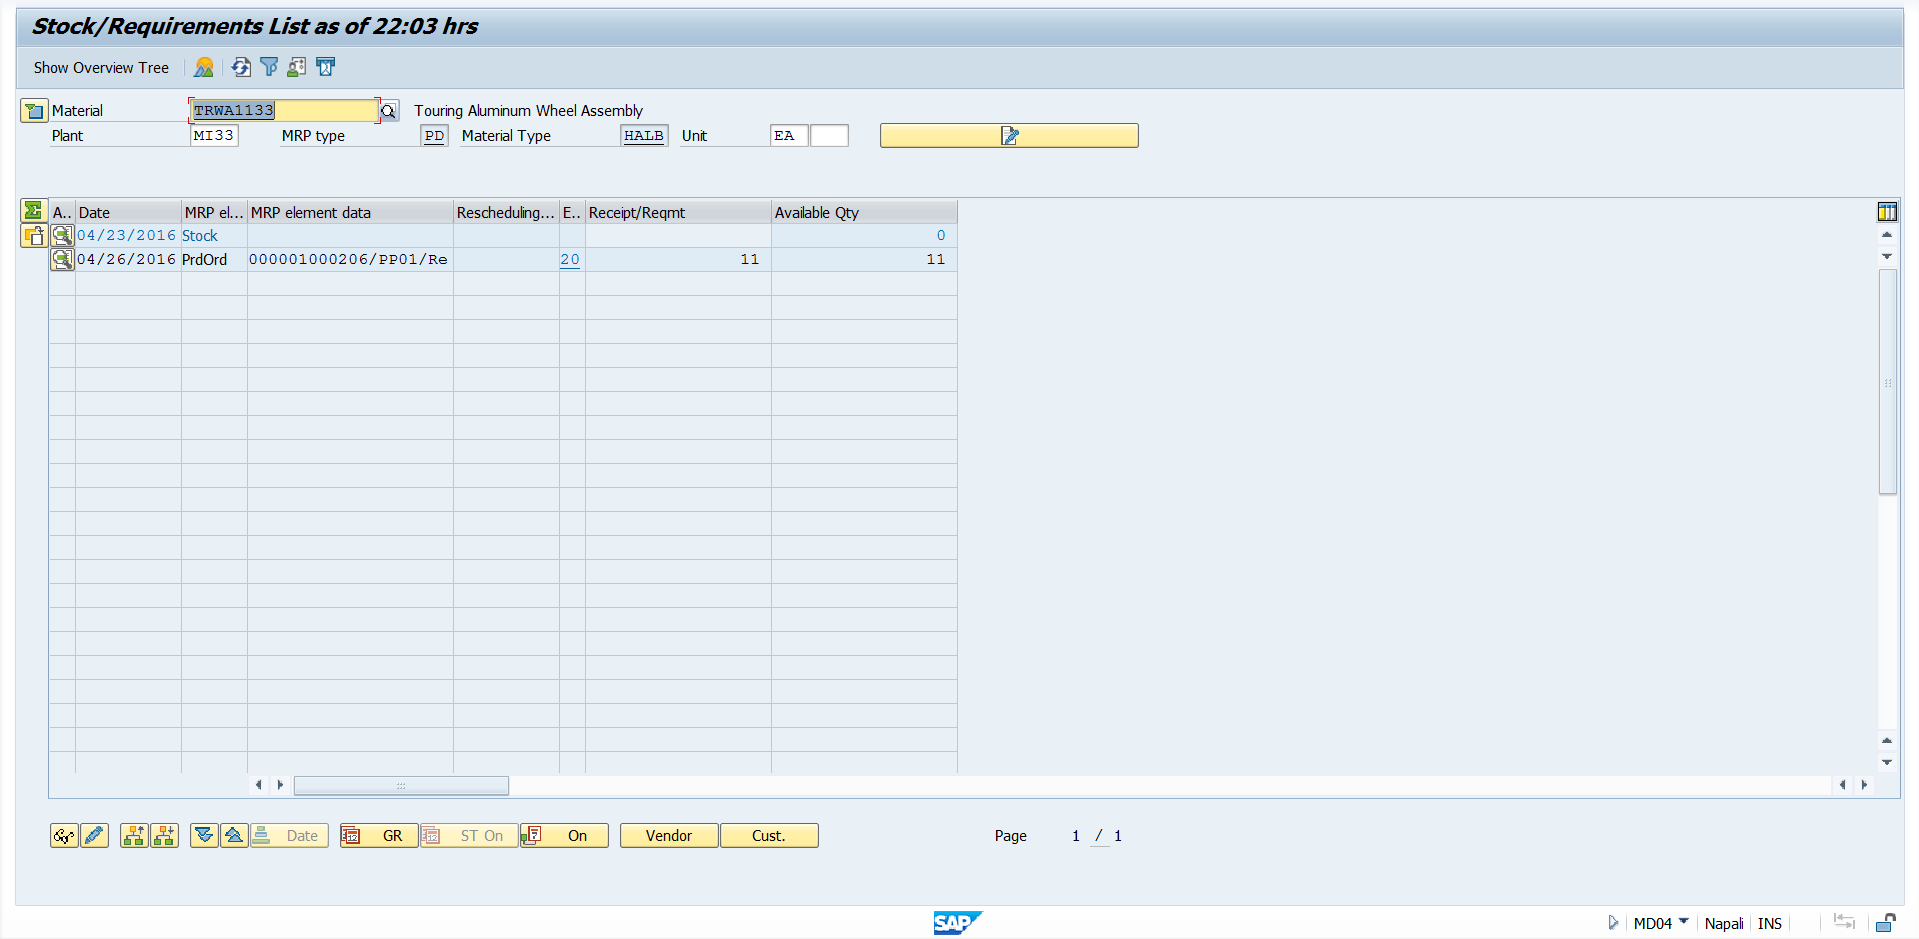 Stock/Requirements List as of 22:03 hrs
Show Overview Tree
Material TRWA1133 Touring Aluminum Wheel Assembly
Plant MI33 MRP type PD Material Type HALB Unit EA
A.. Date MRP el... MRP element data Rescheduling... E.. Receipt/Reqmt Available Qty
04/23/2016 Stock 0
04/26/2016 PrdOrd 000001000206/PP01/Re 20 11 11
Date GR ST On On Vendor Cust. Page 1 / 1
SAP MD04 Napali INS